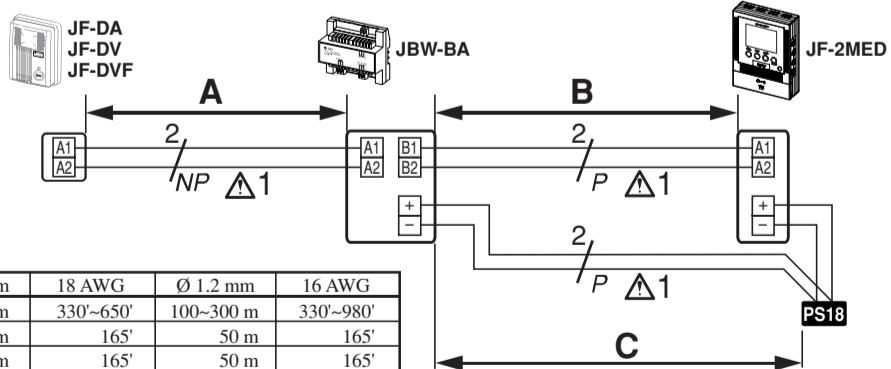 JF-DA
JF-DV
JF-DVF
JBW-BA
JF-2MED
A
B
2
2
A1
A2
A1
A2
B1
B2
A1
A2
NP ⚠1
P ⚠1
+
−
+
−
2
P ⚠1
PS18
C
m 18 AWG Ø 1.2 mm 16 AWG
m 330'~650' 100~300 m 330'~980'
m 165' 50 m 165'
m 165' 50 m 165'